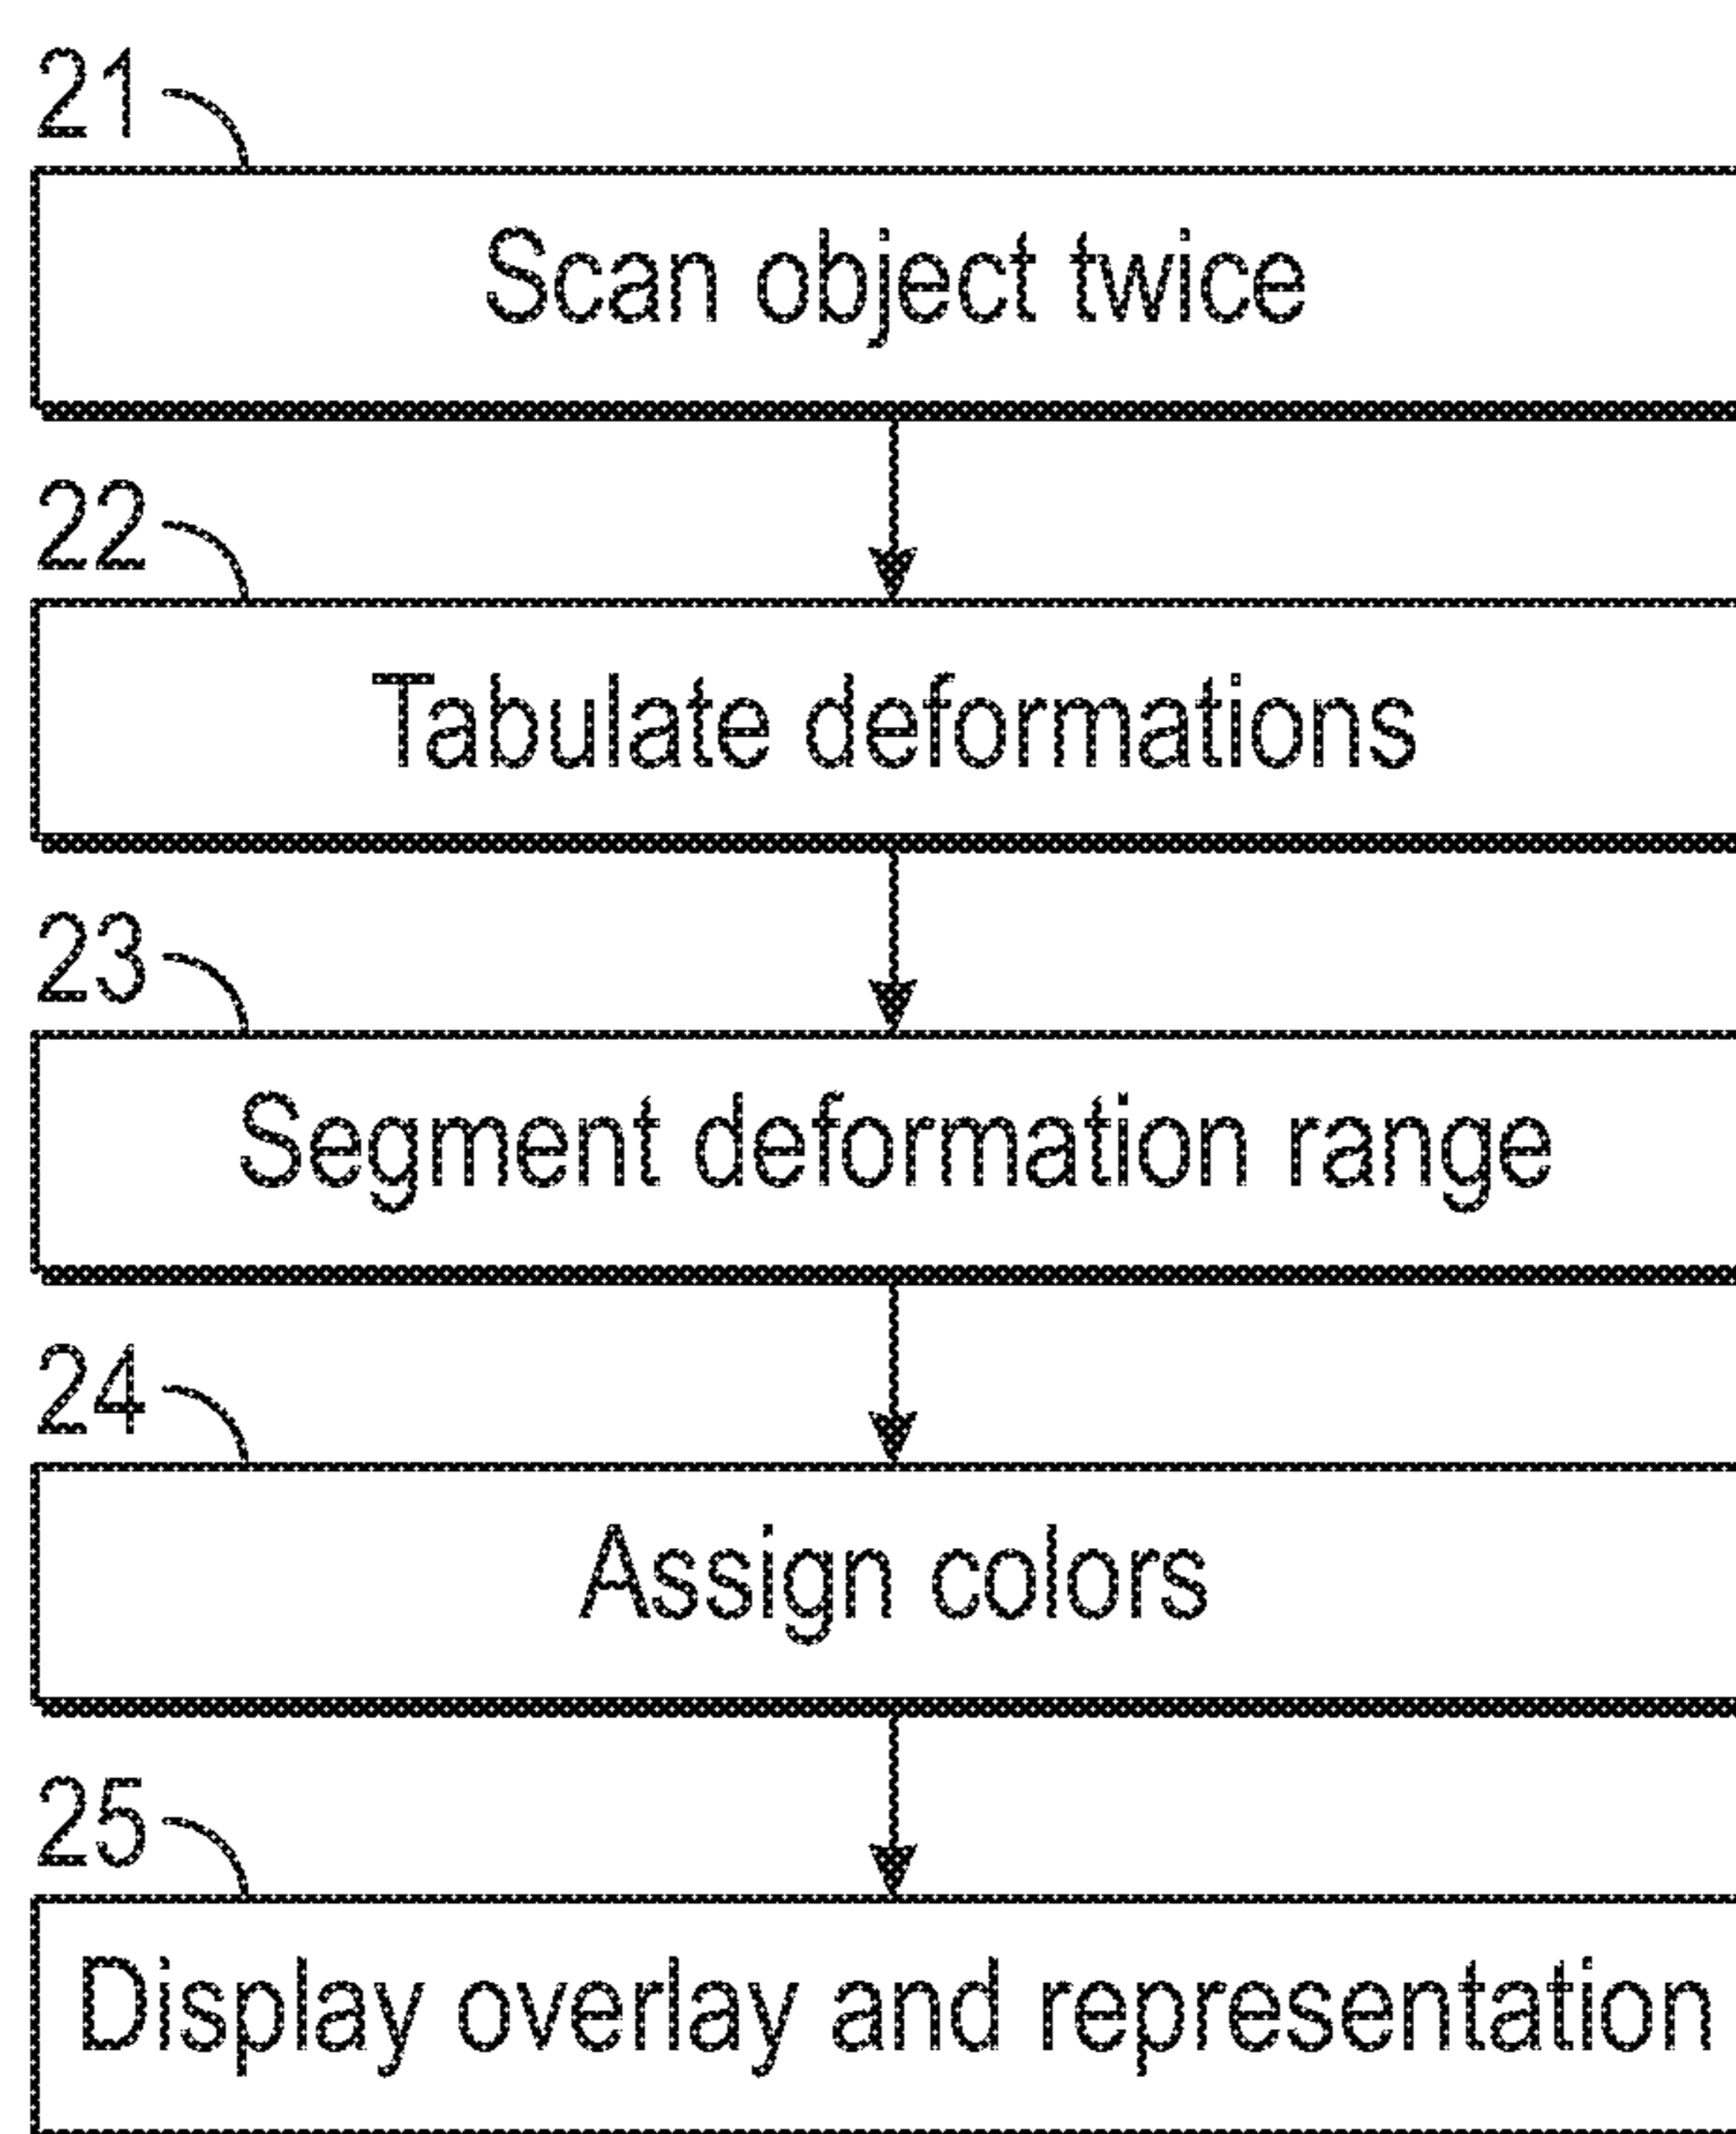 21
Scan object twice
22
Tabulate deformations
23
Segment deformation range
24
Assign colors
25
Display overlay and representation